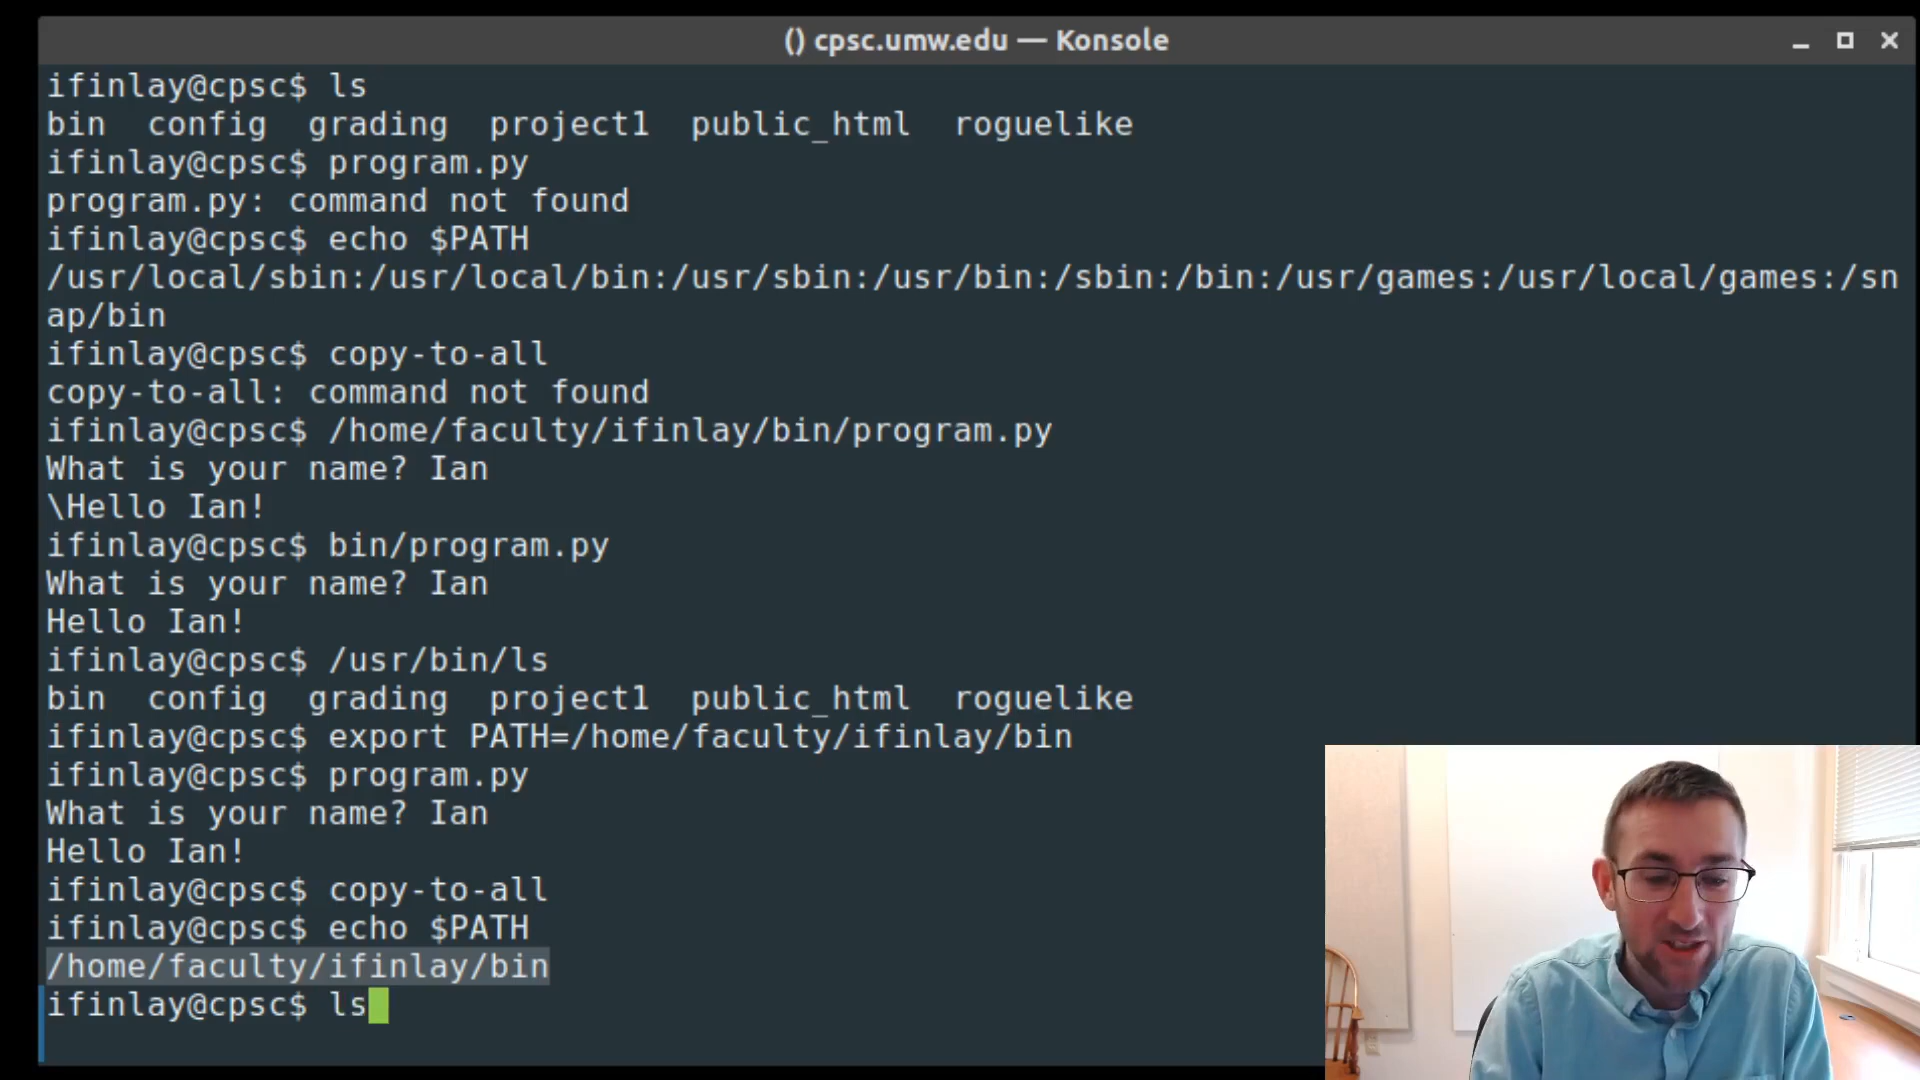 () cpsc.umw.edu — Konsole
ifinlay@cpsc$ ls
bin  config  grading  project1  public_html  roguelike
ifinlay@cpsc$ program.py
program.py: command not found
ifinlay@cpsc$ echo $PATH
/usr/local/sbin:/usr/local/bin:/usr/sbin:/usr/bin:/sbin:/bin:/usr/games:/usr/local/games:/sn
ap/bin
ifinlay@cpsc$ copy-to-all
copy-to-all: command not found
ifinlay@cpsc$ /home/faculty/ifinlay/bin/program.py
What is your name? Ian
\Hello Ian!
ifinlay@cpsc$ bin/program.py
What is your name? Ian
Hello Ian!
ifinlay@cpsc$ /usr/bin/ls
bin  config  grading  project1  public_html  roguelike
ifinlay@cpsc$ export PATH=/home/faculty/ifinlay/bin
ifinlay@cpsc$ program.py
What is your name? Ian
Hello Ian!
ifinlay@cpsc$ copy-to-all
ifinlay@cpsc$ echo $PATH
/home/faculty/ifinlay/bin
ifinlay@cpsc$ ls